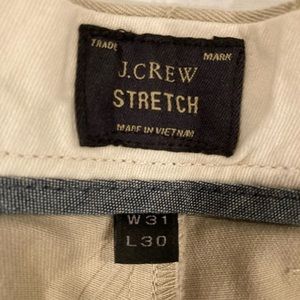 TRADE MARK
J.CREW
STRETCH
MADE IN VIETNAM
W 31
L 30